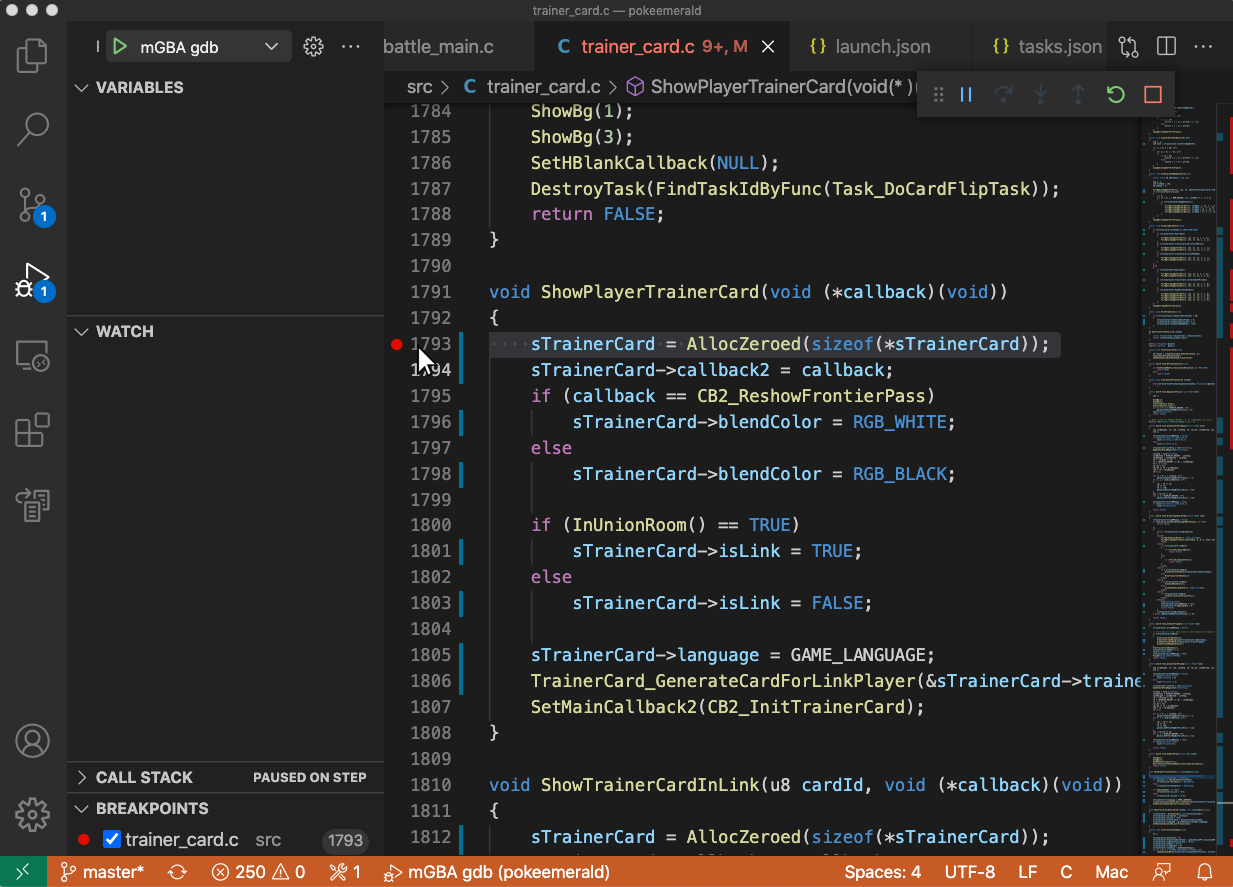 trainer_card.c — pokeemerald
mGBA gdb
battle_main.c
C trainer_card.c 9+, M
{} launch.json
{} tasks.json
src > C trainer_card.c > ShowPlayerTrainerCard(void(* )(
VARIABLES
WATCH
CALL STACK PAUSED ON STEP
BREAKPOINTS
trainer_card.c src 1793
1
1
1784 ShowBg(1);
1785 ShowBg(3);
1786 SetHBlankCallback(NULL);
1787 DestroyTask(FindTaskIdByFunc(Task_DoCardFlipTask));
1788 return FALSE;
1789 }
1790
1791 void ShowPlayerTrainerCard(void (*callback)(void))
1792 {
1793 sTrainerCard = AllocZeroed(sizeof(*sTrainerCard));
1794 sTrainerCard->callback2 = callback;
1795 if (callback == CB2_ReshowFrontierPass)
1796 sTrainerCard->blendColor = RGB_WHITE;
1797 else
1798 sTrainerCard->blendColor = RGB_BLACK;
1799
1800 if (InUnionRoom() == TRUE)
1801 sTrainerCard->isLink = TRUE;
1802 else
1803 sTrainerCard->isLink = FALSE;
1804
1805 sTrainerCard->language = GAME_LANGUAGE;
1806 TrainerCard_GenerateCardForLinkPlayer(&sTrainerCard->traine
1807 SetMainCallback2(CB2_InitTrainerCard);
1808 }
1809
1810 void ShowTrainerCardInLink(u8 cardId, void (*callback)(void))
1811 {
1812 sTrainerCard = AllocZeroed(sizeof(*sTrainerCard));
master* 250 0 1 mGBA gdb (pokeemerald) Spaces: 4 UTF-8 LF C Mac